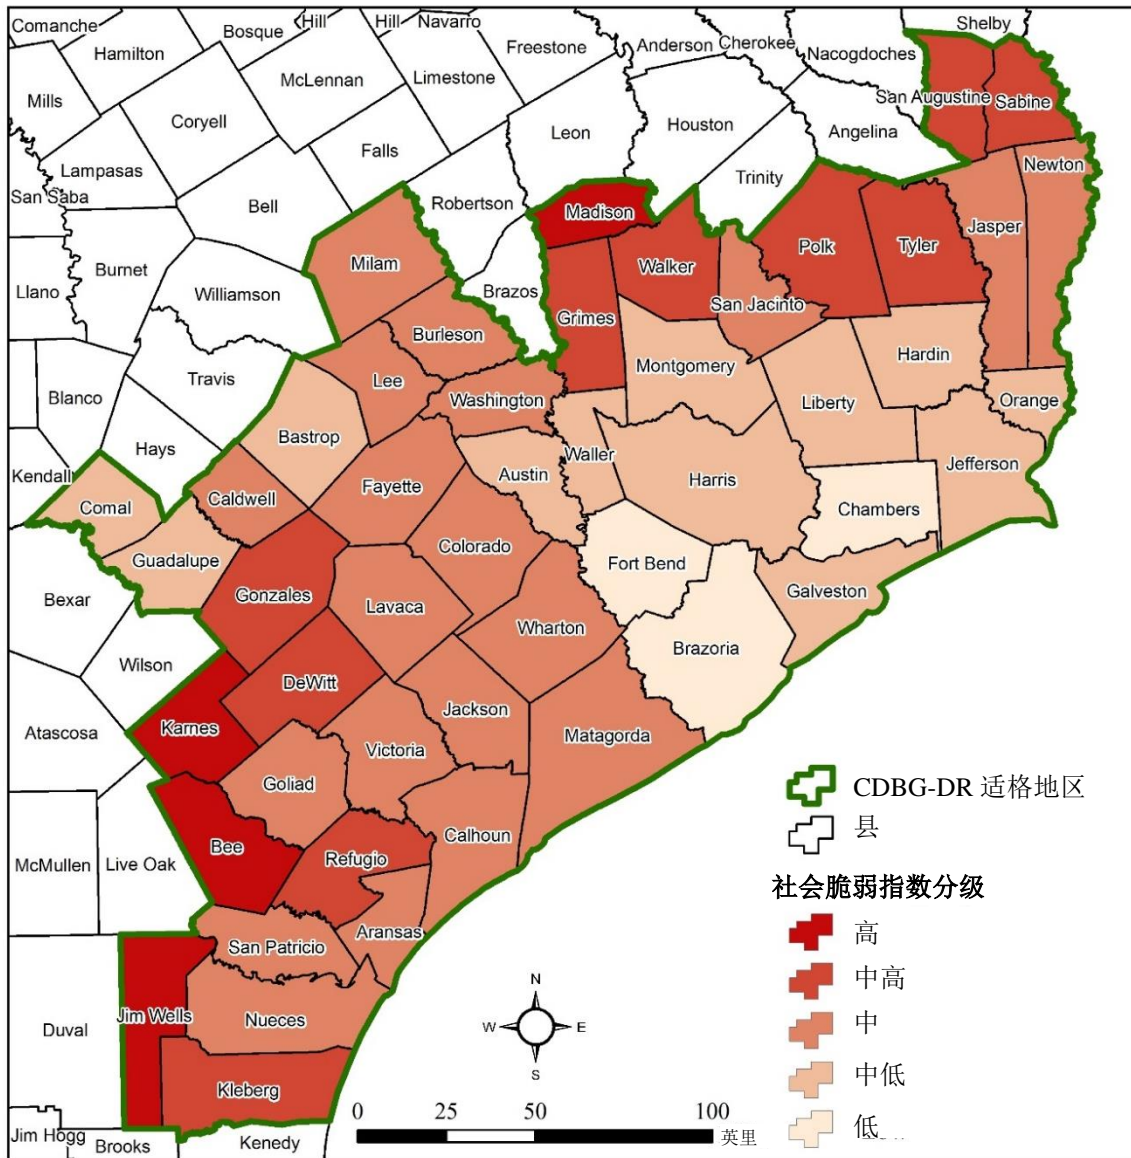 Comanche
Hamilton
Bosque
Hill
Hill
Navarro
Freestone
Anderson
Cherokee
Nacogdoches
Shelby
Mills
Coryell
McLennan
Limestone
Leon
Houston
Angelina
San Augustine
Sabine
Lampasas
Falls
Trinity
Newton
San Saba
Bell
Robertson
Madison
Jasper
Burnet
Milam
Walker
Polk
Tyler
Llano
Williamson
Brazos
Grimes
San Jacinto
Burleson
Travis
Lee
Montgomery
Hardin
Blanco
Washington
Liberty
Orange
Hays
Bastrop
Waller
Kendall
Austin
Harris
Jefferson
Comal
Caldwell
Fayette
Chambers
Guadalupe
Colorado
Fort Bend
Bexar
Gonzales
Lavaca
Galveston
Wharton
Brazoria
Wilson
DeWitt
Jackson
Atascosa
Karnes
Victoria
Matagorda
Goliad
Calhoun
McMullen
Live Oak
Bee
Refugio
San Patricio
Aransas
Duval
Jim Wells
Nueces
Kleberg
Jim Hogg
Brooks
Kenedy
CDBG-DR 适格地区
县
社会脆弱指数分级
高
中高
中
中低
低
N
W E
S
0 25 50 100
英里